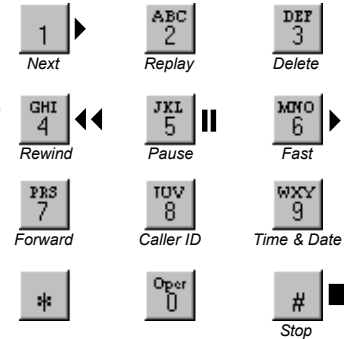 ABC DEF
1 2 3
Next Replay Delete
GHI JKL MNO
4 5 6
Rewind Pause Fast
PRS TUV WXY
7 8 9
Forward Caller ID Time & Date
Oper
* 0 #
Stop